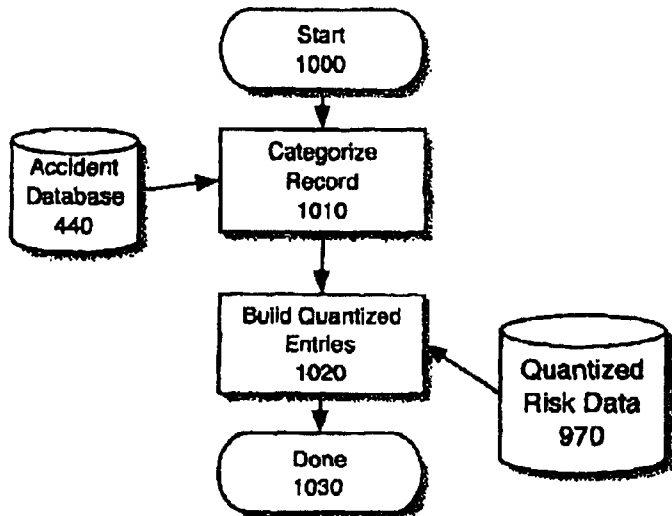 Start
1000
Accident
Database
440
Categorize
Record
1010
Build Quantized
Entries
1020
Quantized
Risk Data
970
Done
1030